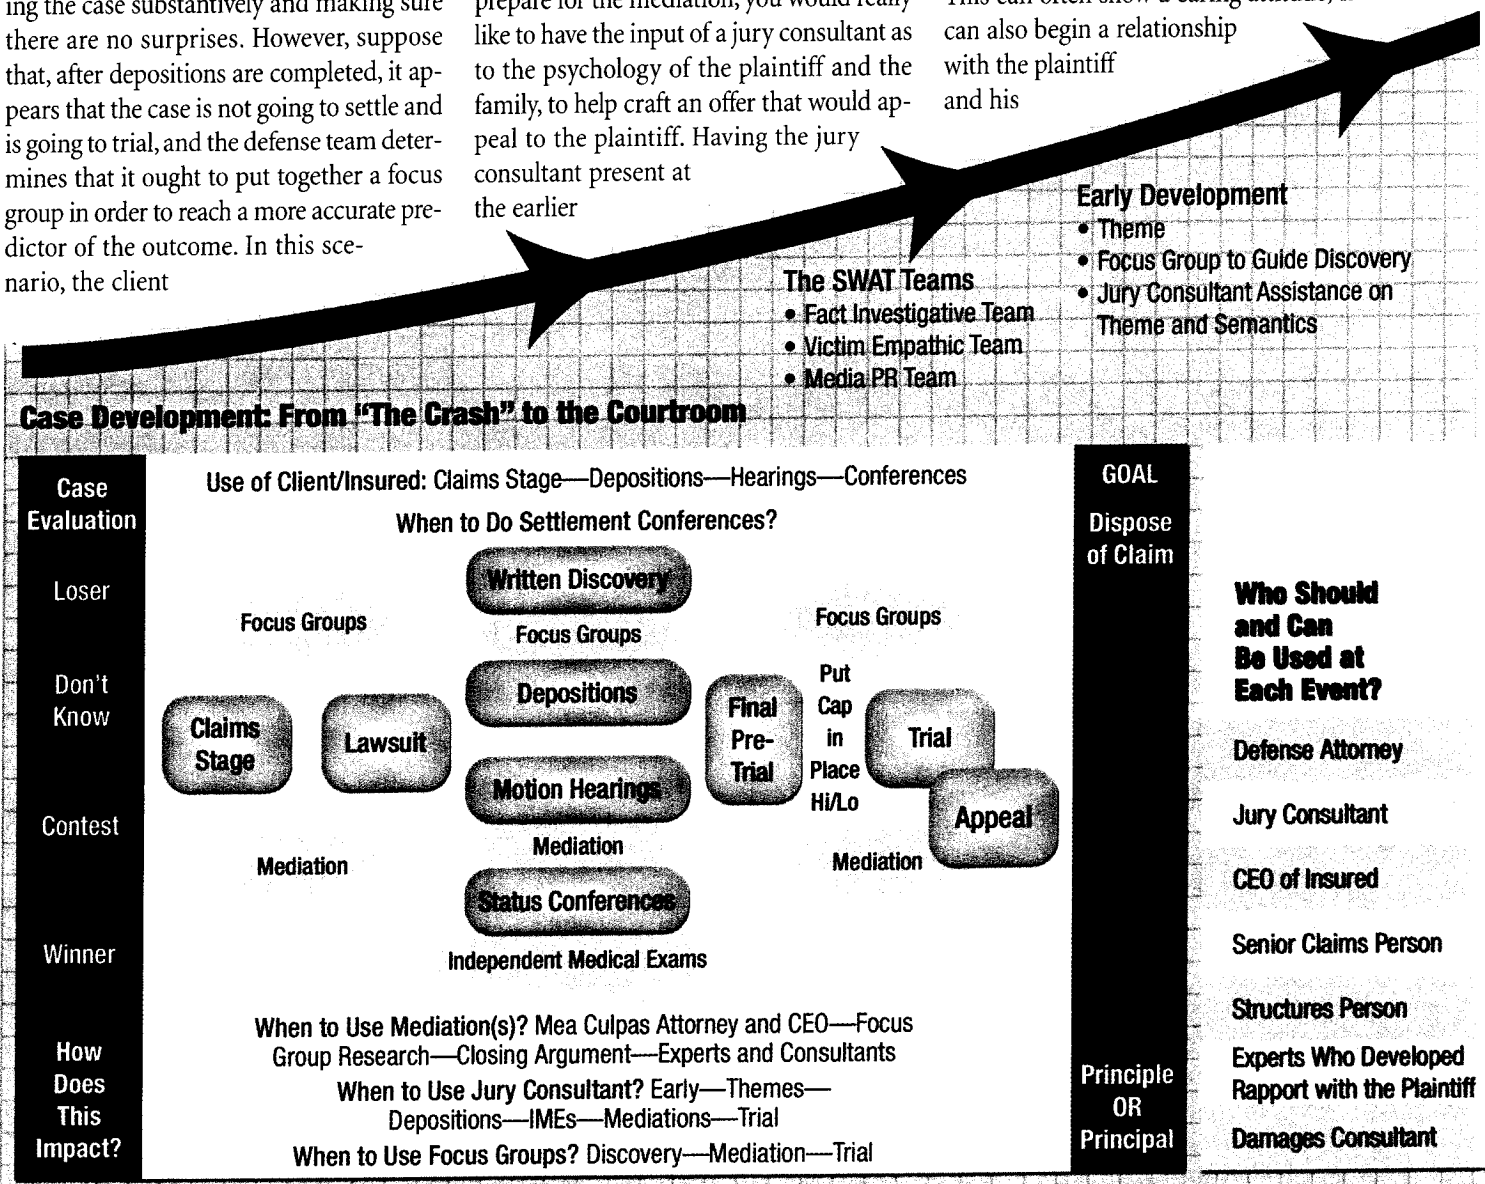 ing the case substantively and making sure
there are no surprises. However, suppose
that, after depositions are completed, it ap-
pears that the case is not going to settle and
is going to trial, and the defense team deter-
mines that it ought to put together a focus
group in order to reach a more accurate pre-
dictor of the outcome. In this sce-
nario, the client
prepare for the mediation, you would really
like to have the input of a jury consultant as
to the psychology of the plaintiff and the
family, to help craft an offer that would ap-
peal to the plaintiff. Having the jury
consultant present at
the earlier
This can often show a caring attitude,
can also begin a relationship
with the plaintiff
and his
The SWAT Teams
• Fact Investigative Team
• Victim Empathic Team
• Media PR Team
Early Development
• Theme
• Focus Group to Guide Discovery
• Jury Consultant Assistance on
Theme and Semantics
Case Development: From "The Crash" to the Courtroom
Case
Evaluation
Loser
Don't
Know
Contest
Winner
How
Does
This
Impact?
Use of Client/Insured: Claims Stage—Depositions—Hearings—Conferences
When to Do Settlement Conferences?
Focus Groups
Claims
Stage
Lawsuit
Mediation
Written Discovery
Focus Groups
Depositions
Motion Hearings
Mediation
Status Conferences
Independent Medical Exams
Focus Groups
Final
Pre-
Trial
Put
Cap
in
Place
Hi/Lo
Trial
Appeal
Mediation
When to Use Mediation(s)? Mea Culpas Attorney and CEO—Focus
Group Research—Closing Argument—Experts and Consultants
When to Use Jury Consultant? Early—Themes—
Depositions—IMEs—Mediations—Trial
When to Use Focus Groups? Discovery—Mediation—Trial
GOAL
Dispose
of Claim
Principle
OR
Principal
Who Should
and Can
Be Used at
Each Event?
Defense Attorney
Jury Consultant
CEO of Insured
Senior Claims Person
Structures Person
Experts Who Developed
Rapport with the Plaintiff
Damages Consultant